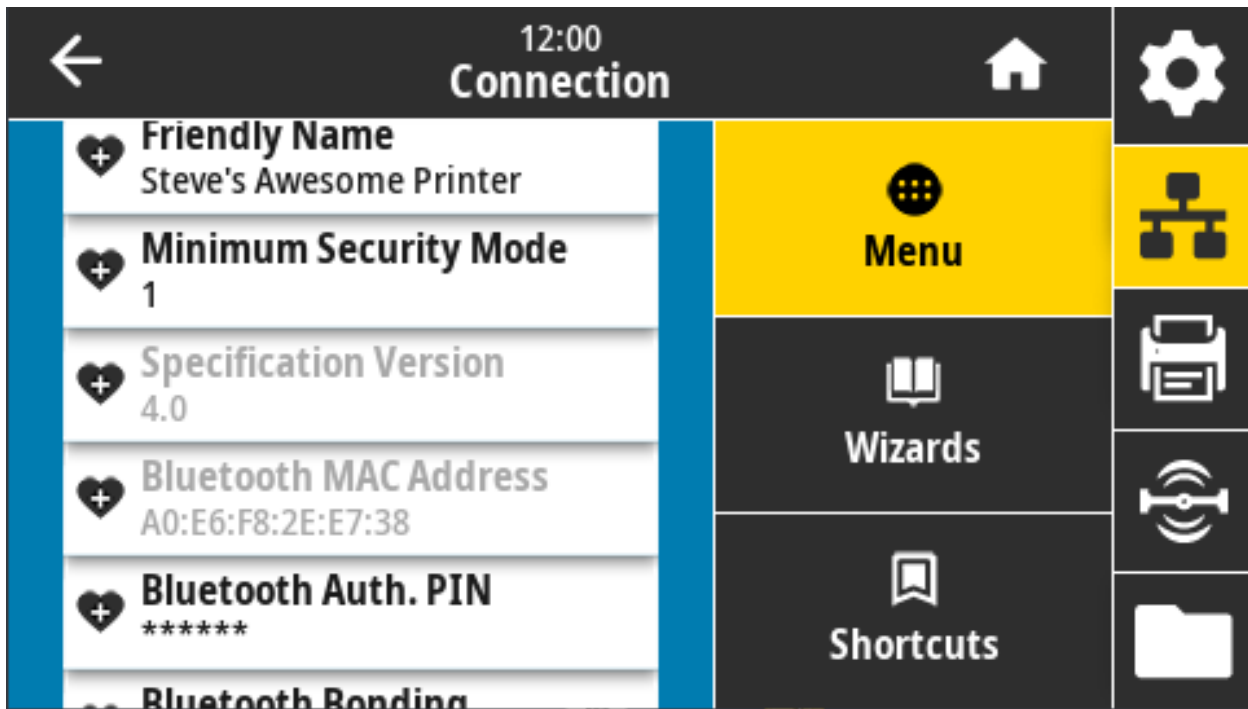 12:00
Connection
Friendly Name
Steve's Awesome Printer
Minimum Security Mode
1
Specification Version
4.0
Bluetooth MAC Address
A0:E6:F8:2E:E7:38
Bluetooth Auth. PIN
******
Bluetooth Bonding
Menu
Wizards
Shortcuts